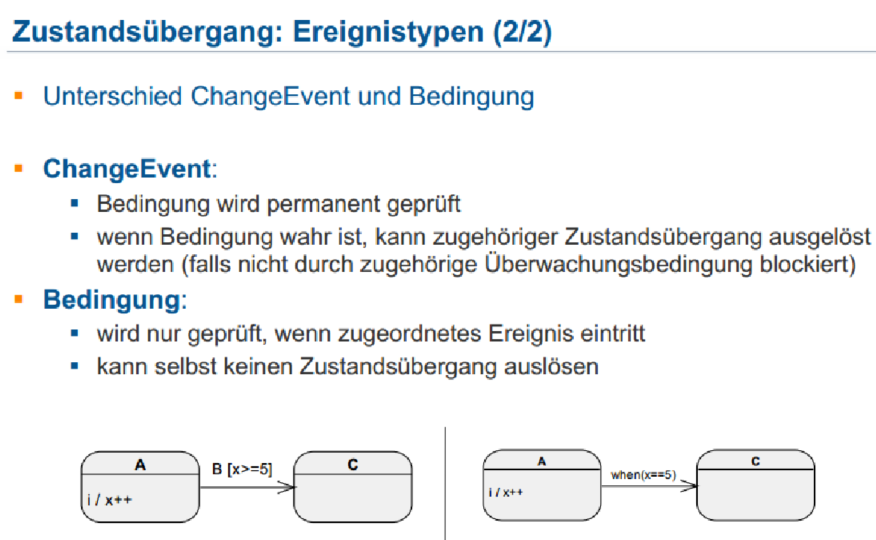 Zustandsübergang: Ereignistypen (2/2)
Unterschied ChangeEvent und Bedingung
ChangeEvent:
Bedingung wird permanent geprüft
wenn Bedingung wahr ist, kann zugehöriger Zustandsübergang ausgelöst
werden (falls nicht durch zugehörige Überwachungsbedingung blockiert)
Bedingung:
wird nur geprüft, wenn zugeordnetes Ereignis eintritt
kann selbst keinen Zustandsübergang auslösen
A
i / x++
B [x>=5]
C
A
i / x++
when(x==5)
C